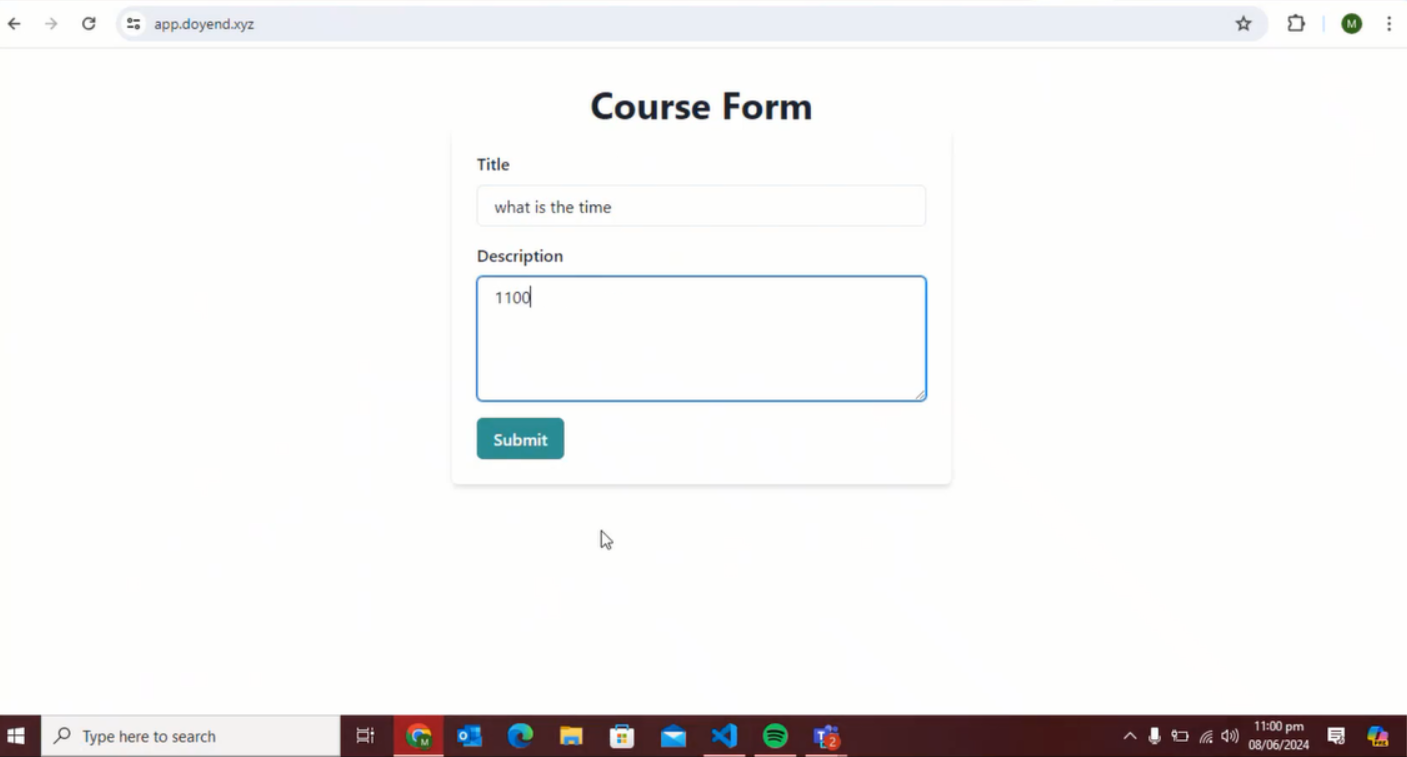 app.doyend.xyz
M
Course Form
Title
what is the time
Description
1100
Submit
Type here to search
11:00 pm
08/06/2024